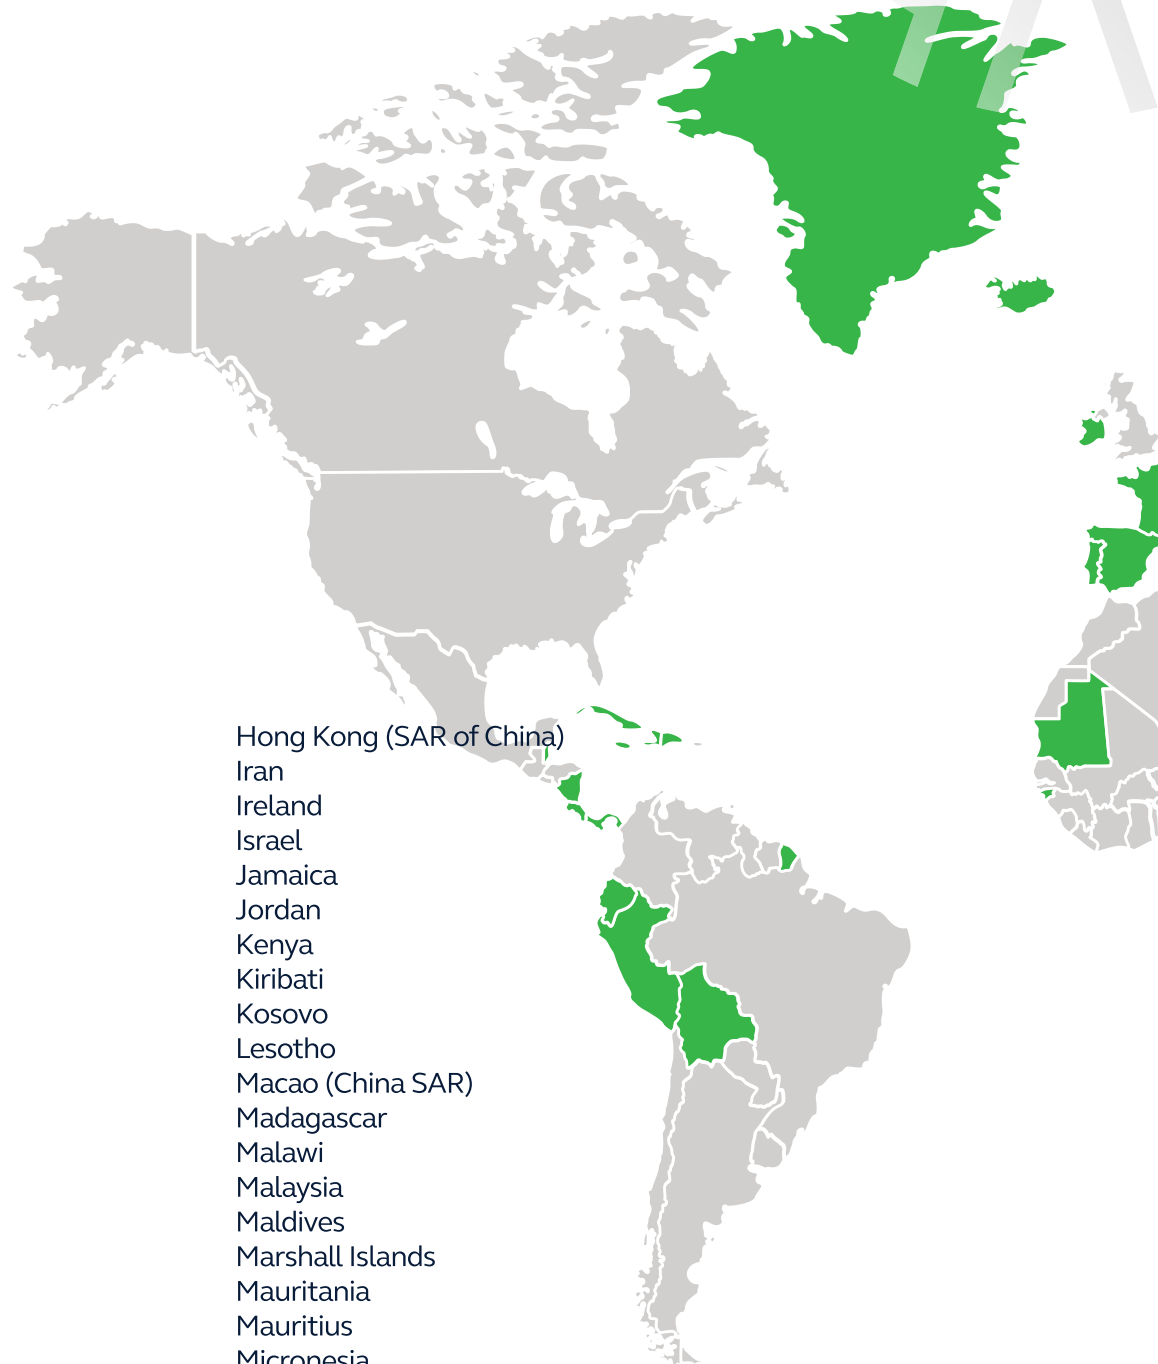 Hong Kong (SAR of China)
Iran
Ireland
Israel
Jamaica
Jordan
Kenya
Kiribati
Kosovo
Lesotho
Macao (China SAR)
Madagascar
Malawi
Malaysia
Maldives
Marshall Islands
Mauritania
Mauritius
Micronesia